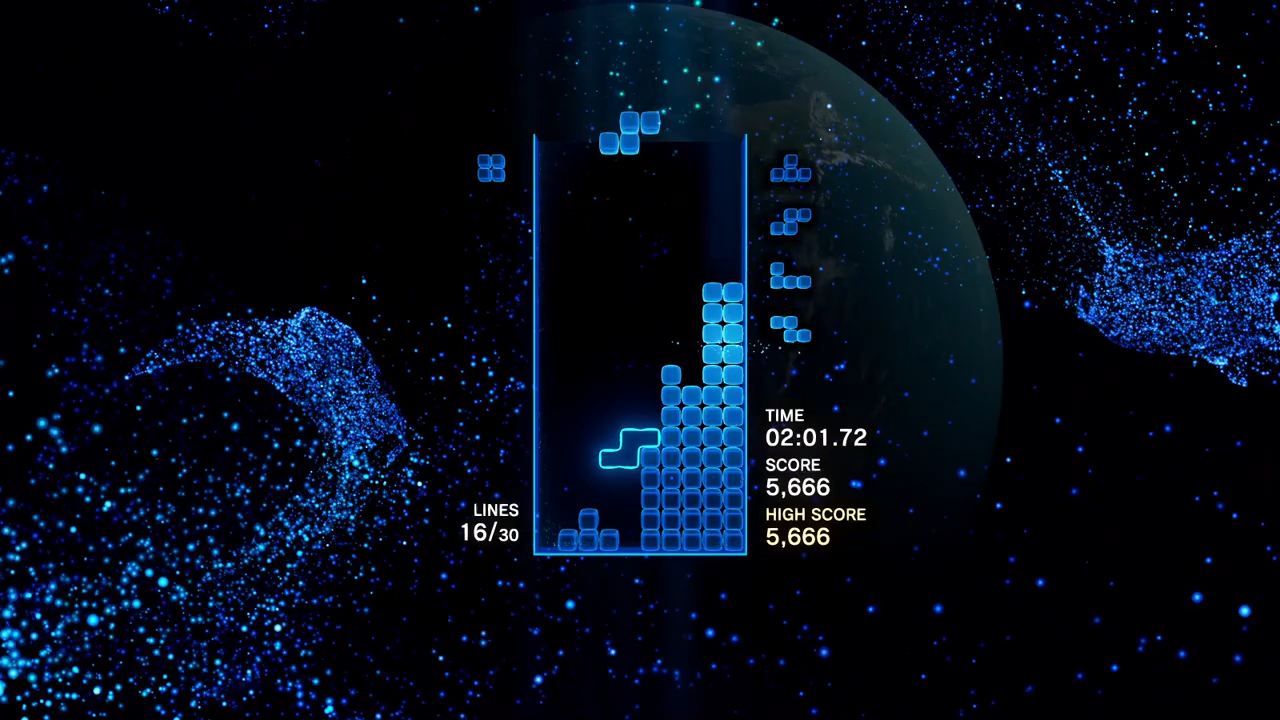 LINES
16/30
TIME
02:01.72
SCORE
5,666
HIGH SCORE
5,666